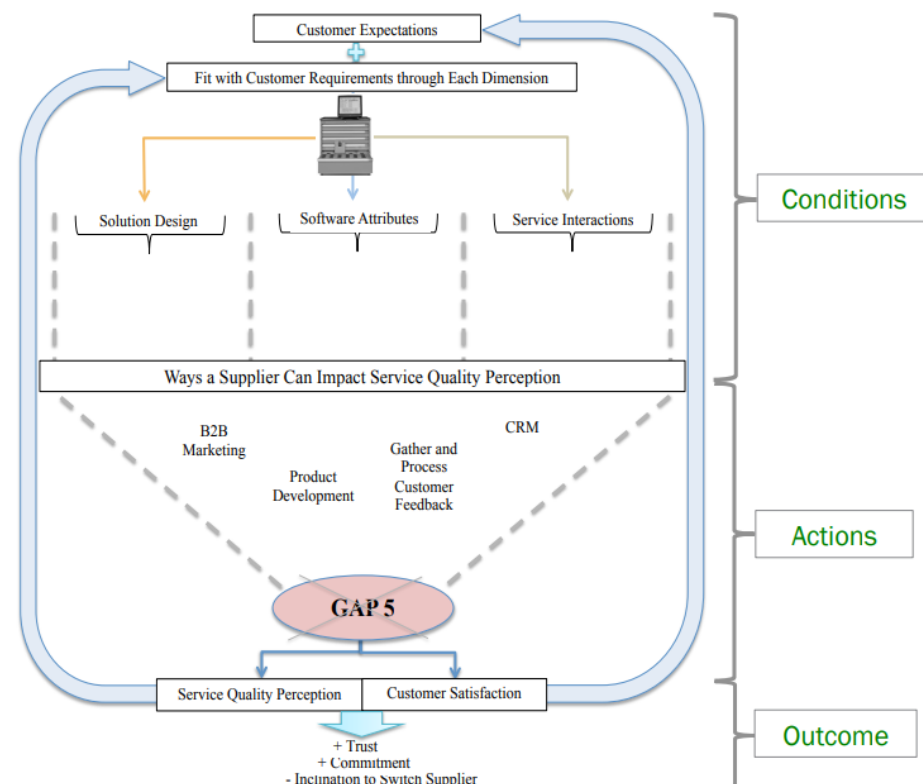 Customer Expectations
Fit with Customer Requirements through Each Dimension
Solution Design
Software Attributes
Service Interactions
Conditions
Ways a Supplier Can Impact Service Quality Perception
B2B
Marketing
Product
Development
Gather and
Process
Customer
Feedback
CRM
Actions
GAP 5
Service Quality Perception
Customer Satisfaction
Outcome
+ Trust
+ Commitment
- Inclination to Switch Supplier